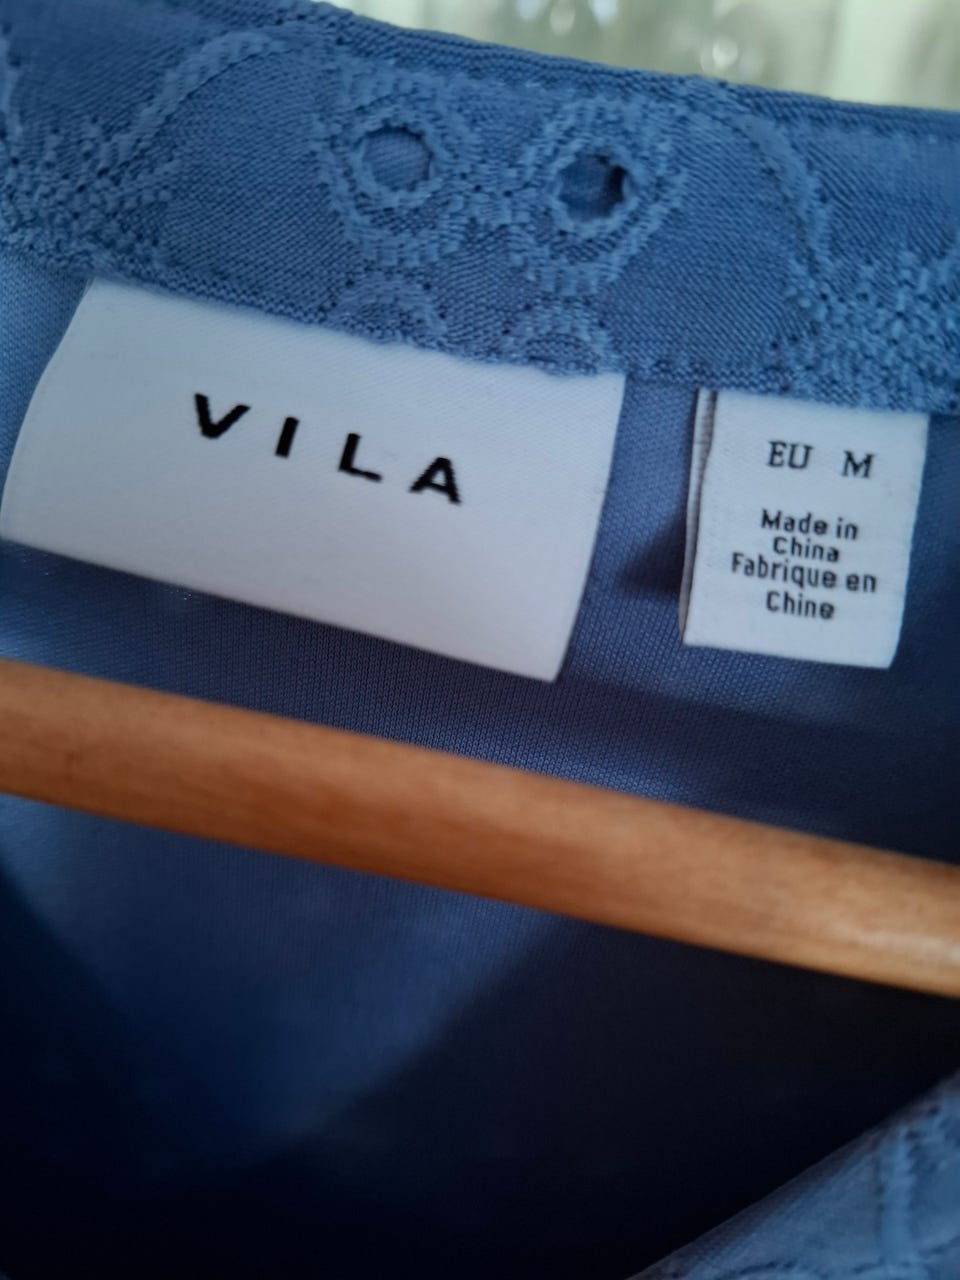 VILA
EU M
Made in
China
Fabrique en
Chine